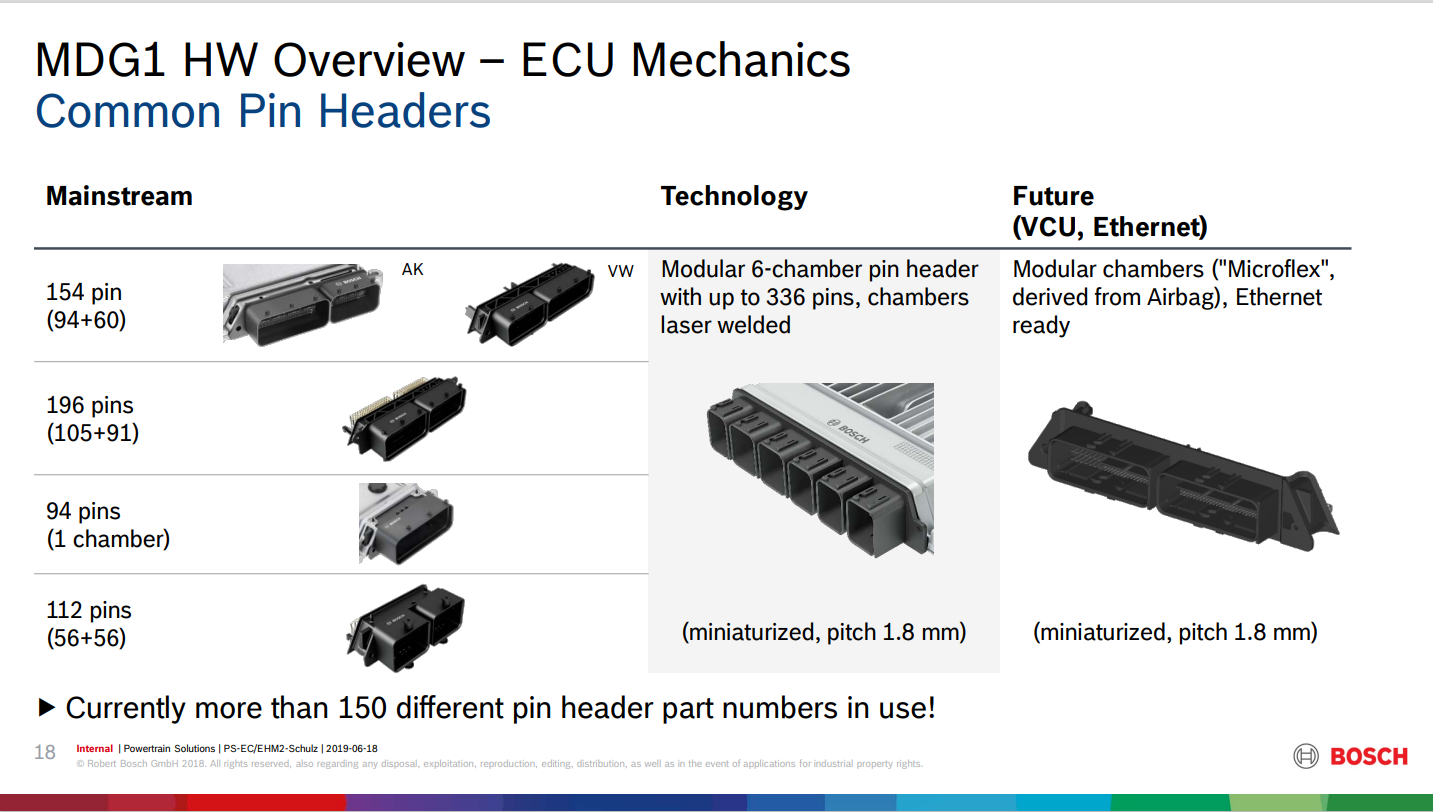 MDG1 HW Overview – ECU Mechanics
Common Pin Headers
Mainstream
Technology
Future
(VCU, Ethernet)
154 pin
(94+60)
AK
VW
196 pins
(105+91)
94 pins
(1 chamber)
112 pins
(56+56)
Modular 6-chamber pin header
with up to 336 pins, chambers
laser welded
BOSCH
(miniaturized, pitch 1.8 mm)
Modular chambers ("Microflex",
derived from Airbag), Ethernet
ready
(miniaturized, pitch 1.8 mm)
▶ Currently more than 150 different pin header part numbers in use!
18
Internal | Powertrain Solutions | PS-EC/EHM2-Schulz | 2019-06-18
© Robert Bosch GmbH 2018. All rights reserved, also regarding any disposal, exploitation, reproduction, editing, distribution, as well as in the event of applications for industrial property rights.
BOSCH